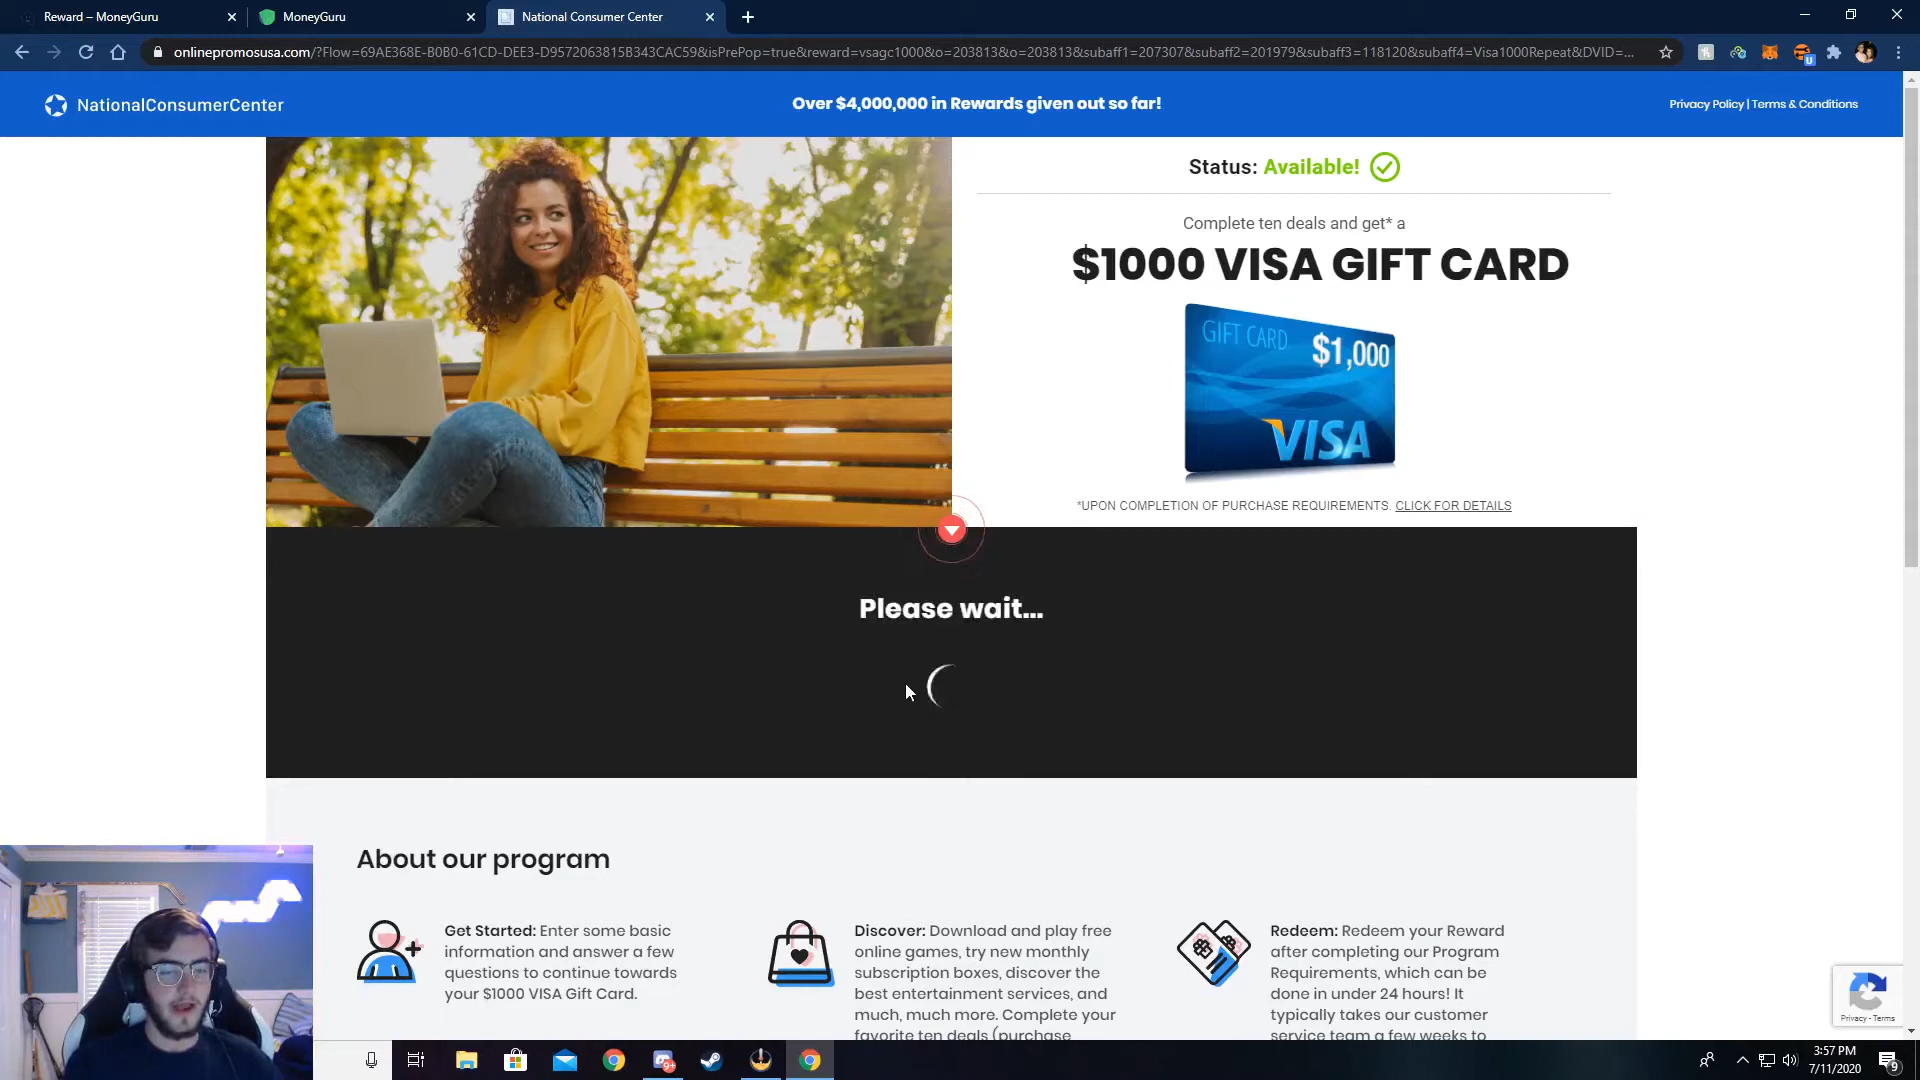 Reward – MoneyGuru
MoneyGuru
National Consumer Center
onlinepromosusa.com/?Flow=69AE368E-B0B0-61CD-DEE3-D9572063815B343CAC59&isPrePop=true&reward=vsagc1000&o=203813&o=203813&subaff1=207307&subaff2=201979&subaff3=118120&subaff4=Visa1000Repeat&DVID=...
NationalConsumerCenter
Over $4,000,000 in Rewards given out so far!
Privacy Policy | Terms & Conditions
Status: Available!
Complete ten deals and get* a
$1000 VISA GIFT CARD
GIFT CARD $1,000
VISA
*UPON COMPLETION OF PURCHASE REQUIREMENTS. CLICK FOR DETAILS
Please wait...
About our program
Get Started: Enter some basic
information and answer a few
questions to continue towards
your $1000 VISA Gift Card.
Discover: Download and play free
online games, try new monthly
subscription boxes, discover the
best entertainment services, and
much, much more. Complete your
favorite ten deals (purchase
Redeem: Redeem your Reward
after completing our Program
Requirements, which can be
done in under 24 hours! It
typically takes our customer
service team a few weeks to
Privacy - Terms
9+
3:57 PM
7/11/2020
9